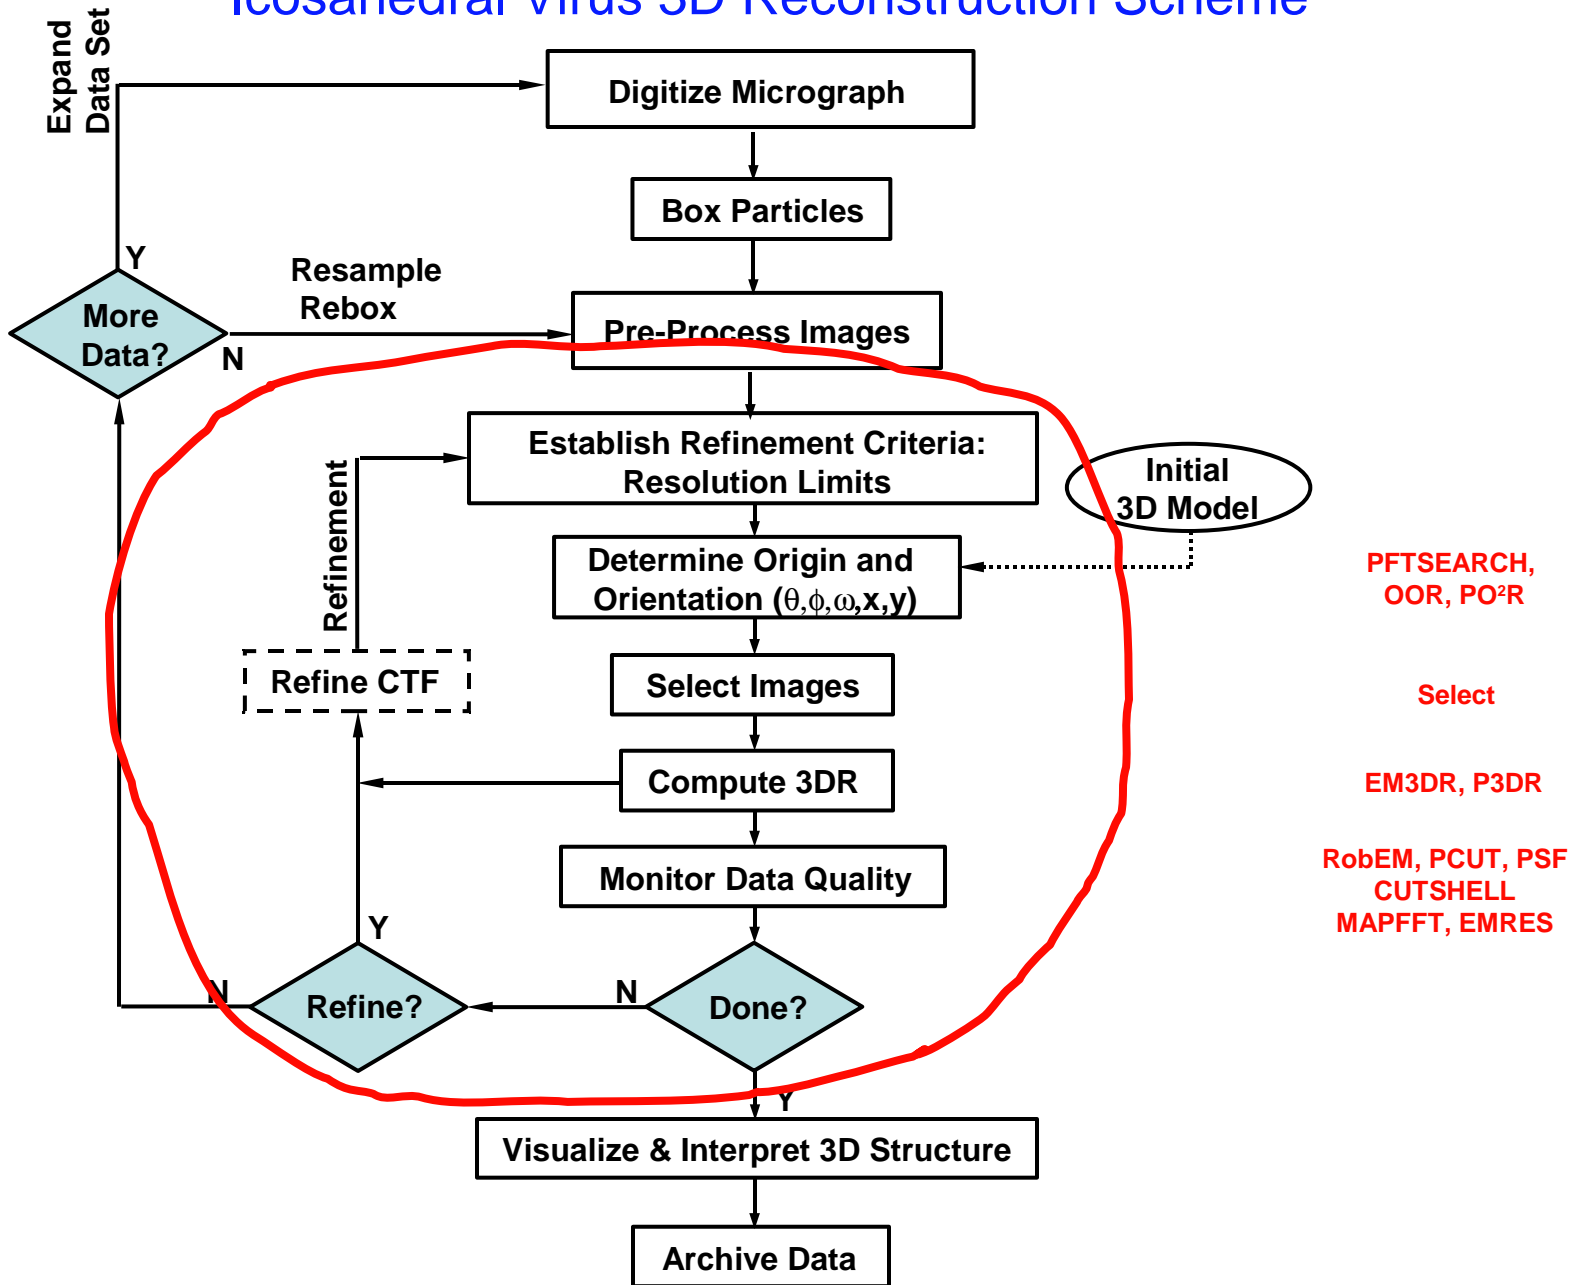 Icosahedral Virus 3D Reconstruction Scheme
Expand
Data Set
Digitize Micrograph
Box Particles
Y
More
Data?
N
Resample
Rebox
Pre-Process Images
Establish Refinement Criteria:
Resolution Limits
Initial
3D Model
Refinement
Determine Origin and
Orientation (θ,ϕ,ω,x,y)
PFTSEARCH,
OOR, PO²R
Refine CTF
Select Images
Select
Compute 3DR
EM3DR, P3DR
Monitor Data Quality
RobEM, PCUT, PSF
CUTSHELL
MAPFFT, EMRES
Y
N
Refine?
N
Done?
Y
Visualize & Interpret 3D Structure
Archive Data